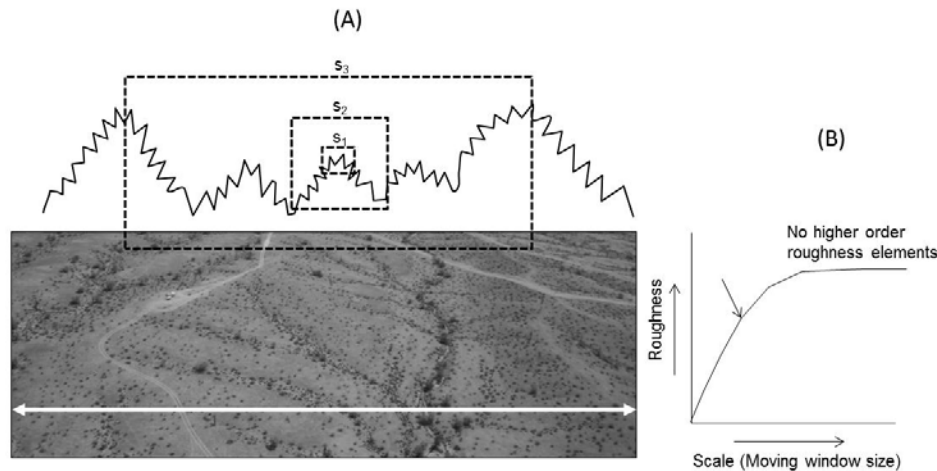 (A)
s3
s2
s1
(B)
No higher order
roughness elements
Roughness
Scale (Moving window size)